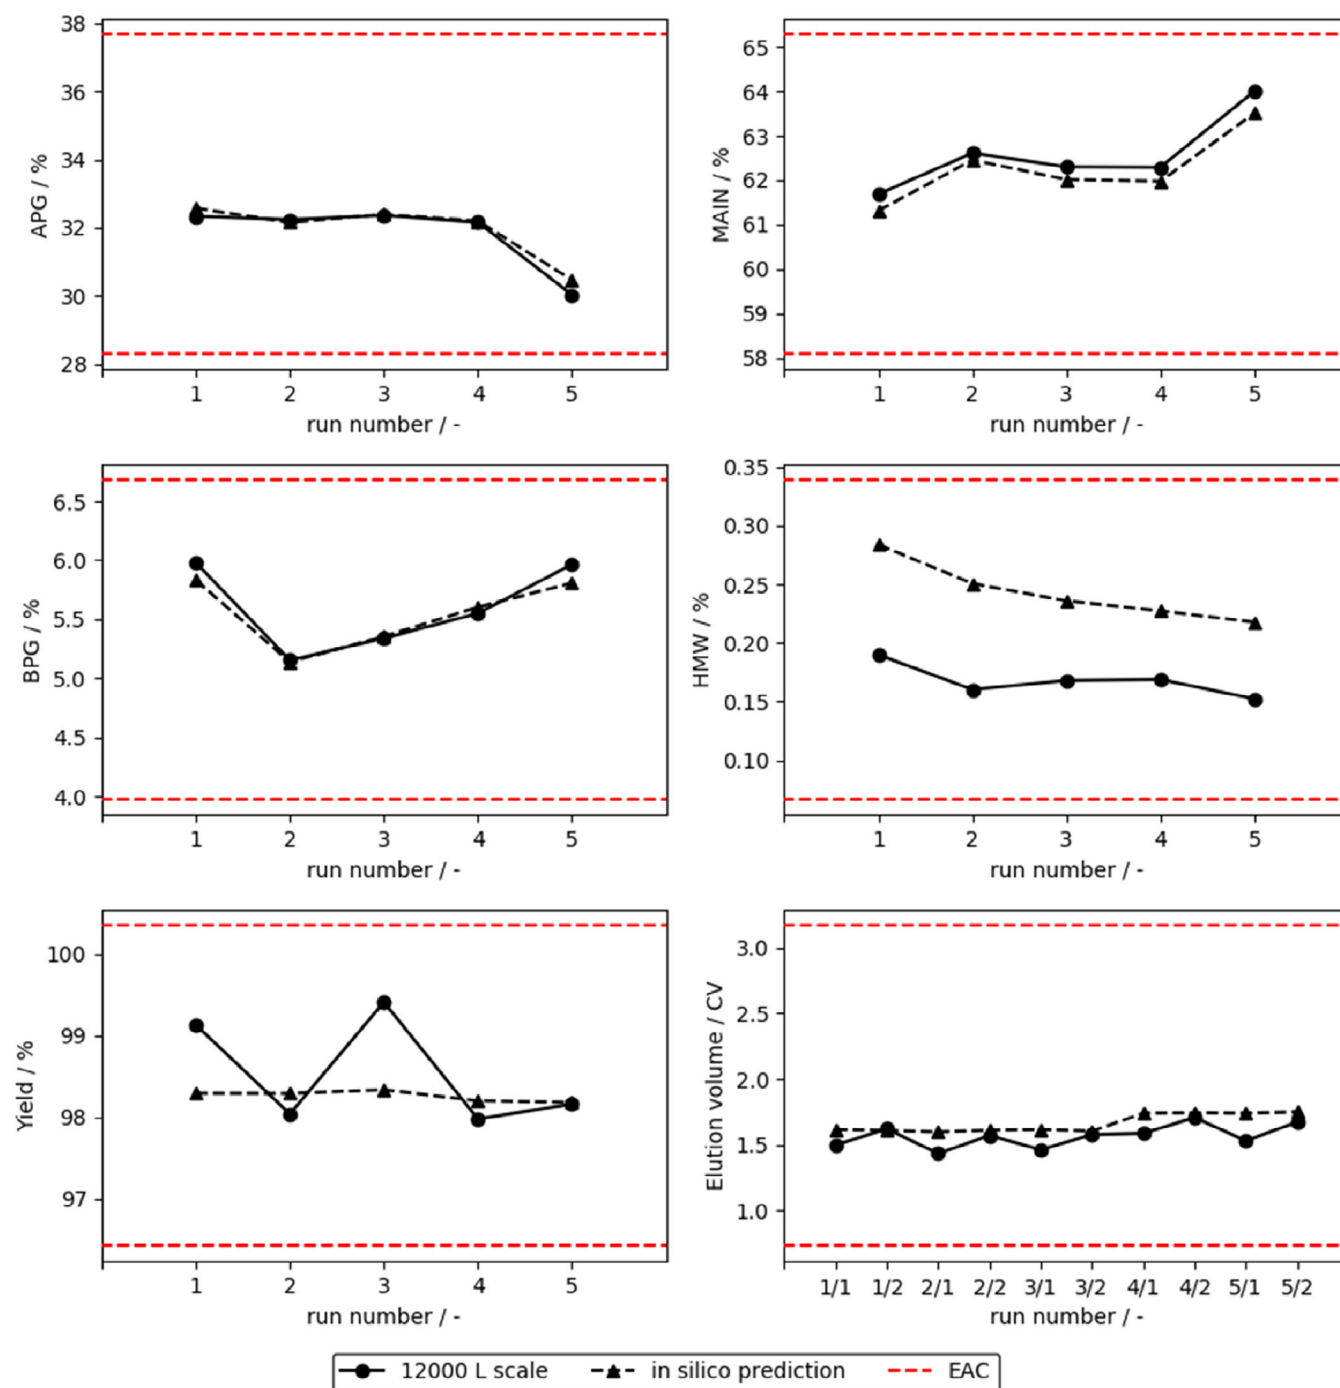 38
36
34
32
30
28
APG / %
1 2 3 4 5
run number / -
65
64
63
62
61
60
59
58
MAIN / %
1 2 3 4 5
run number / -
6.5
6.0
5.5
5.0
4.5
4.0
BPG / %
1 2 3 4 5
run number / -
0.35
0.30
0.25
0.20
0.15
0.10
HMW / %
1 2 3 4 5
run number / -
100
99
98
97
Yield / %
1 2 3 4 5
run number / -
3.0
2.5
2.0
1.5
1.0
Elution volume / CV
1/1 1/2 2/1 2/2 3/1 3/2 4/1 4/2 5/1 5/2
run number / -
12000 L scale in silico prediction EAC